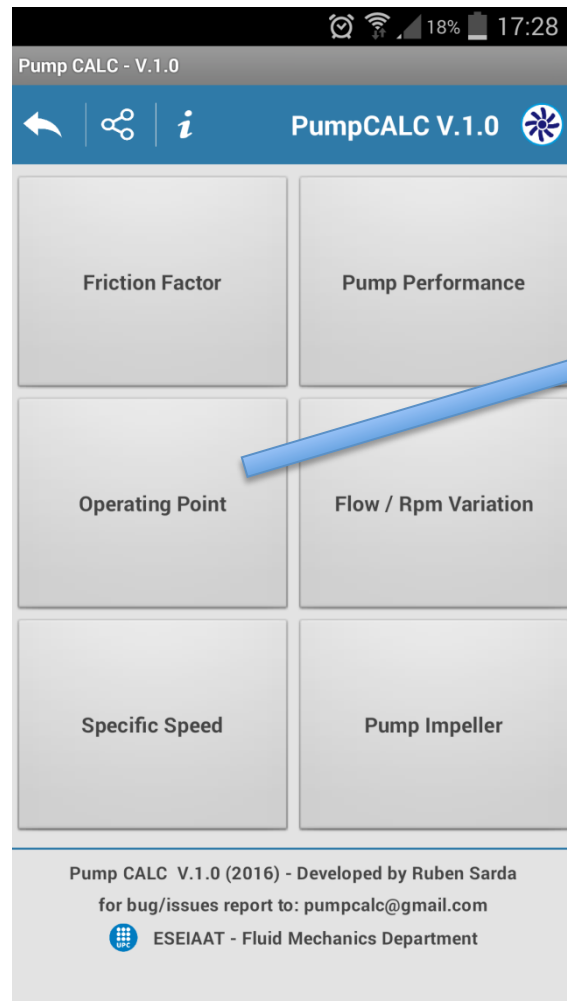 18% 17:28
Pump CALC - V.1.0
i PumpCALC V.1.0
Friction Factor Pump Performance
Operating Point Flow / Rpm Variation
Specific Speed Pump Impeller
Pump CALC V.1.0 (2016) - Developed by Ruben Sarda
for bug/issues report to: pumpcalc@gmail.com
UPC ESEIAAT - Fluid Mechanics Department